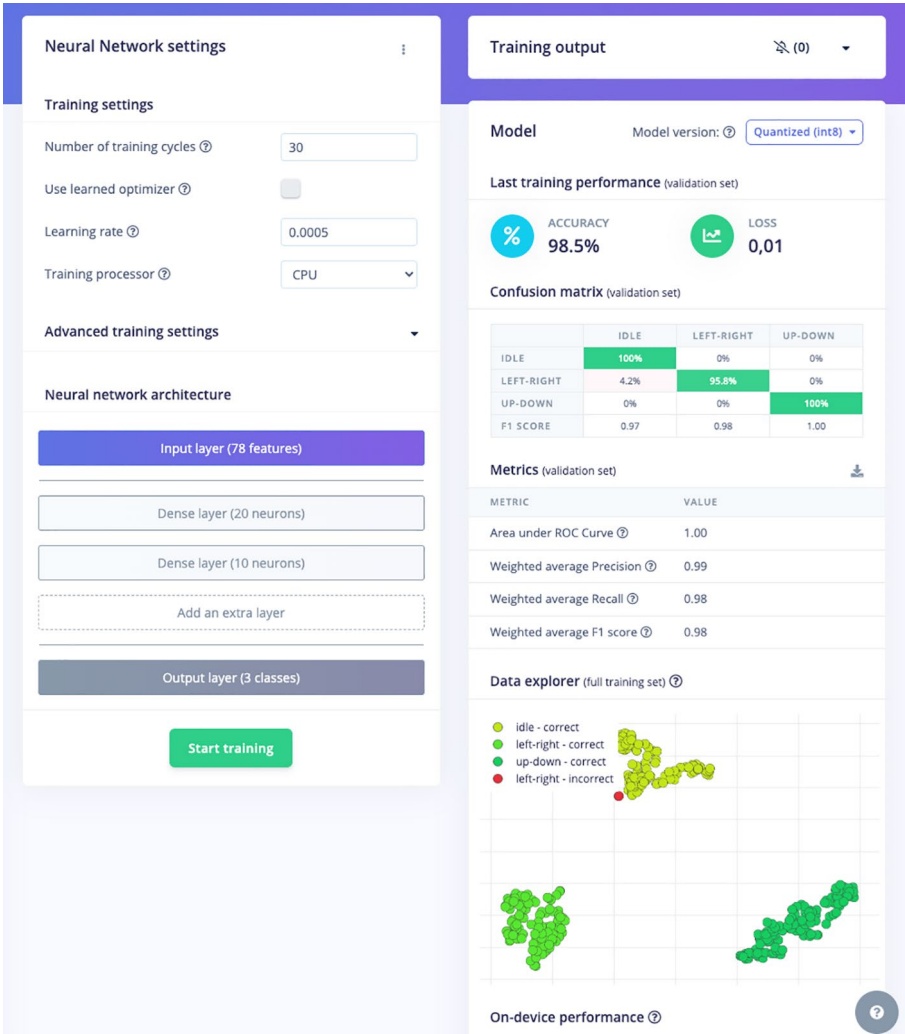 Neural Network settings
Training settings
Number of training cycles ?
30
Use learned optimizer ?
Learning rate ?
0.0005
Training processor ?
CPU
Advanced training settings
Neural network architecture
Input layer (78 features)
Dense layer (20 neurons)
Dense layer (10 neurons)
Add an extra layer
Output layer (3 classes)
Start training
Training output
(0)
Model
Model version: ? Quantized (int8)
Last training performance (validation set)
%
ACCURACY
98.5%
LOSS
0,01
Confusion matrix (validation set)
IDLE LEFT-RIGHT UP-DOWN
IDLE 100% 0% 0%
LEFT-RIGHT 4.2% 95.8% 0%
UP-DOWN 0% 0% 100%
F1 SCORE 0.97 0.98 1.00
Metrics (validation set)
METRIC VALUE
Area under ROC Curve ? 1.00
Weighted average Precision ? 0.99
Weighted average Recall ? 0.98
Weighted average F1 score ? 0.98
Data explorer (full training set) ?
idle - correct
left-right - correct
up-down - correct
left-right - incorrect
On-device performance ?
?